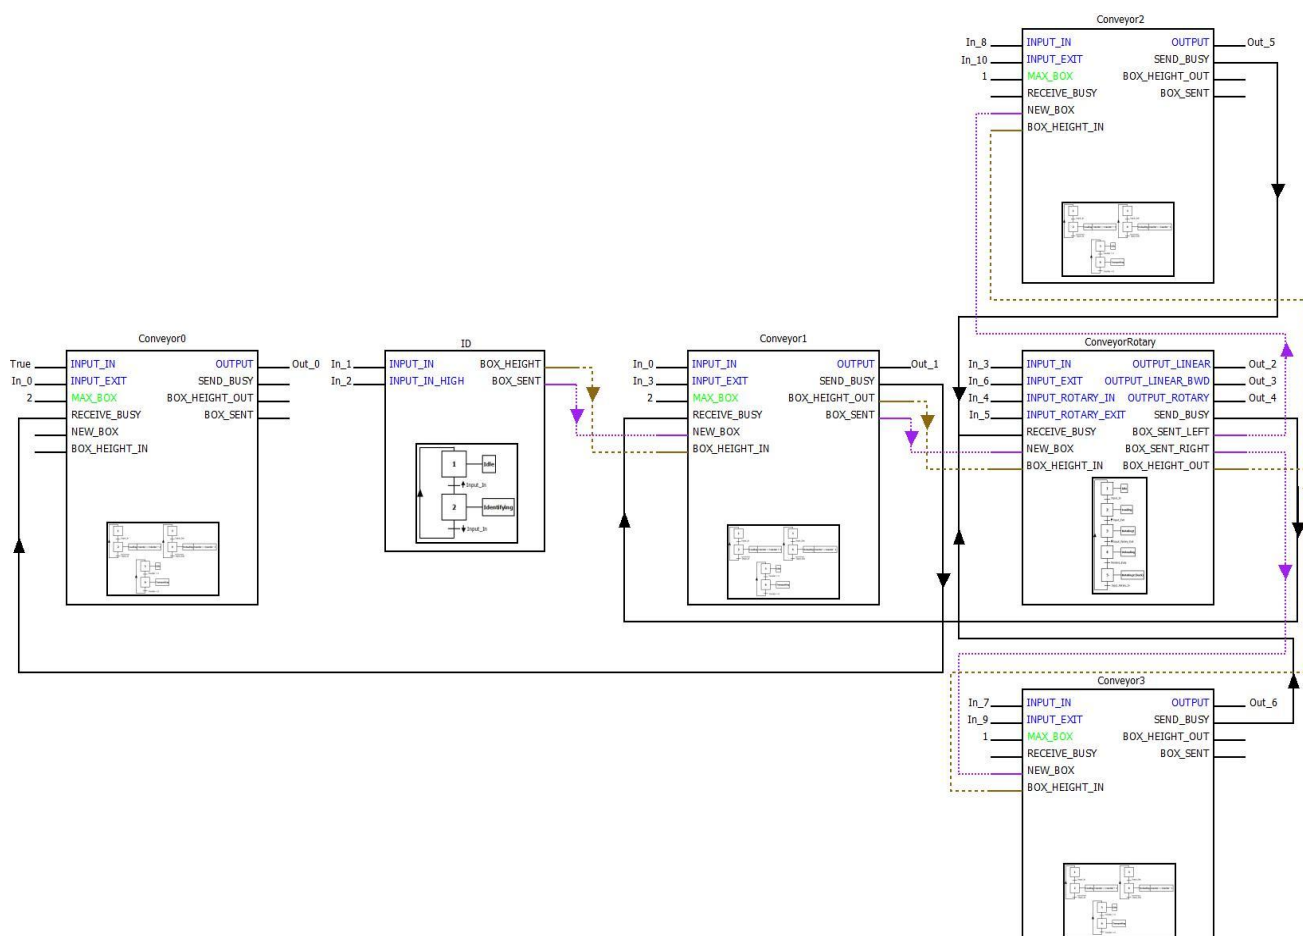 Conveyor2
In_8 INPUT_IN OUTPUT Out_5
In_10 INPUT_EXIT SEND_BUSY
1 MAX_BOX BOX_HEIGHT_OUT
RECEIVE_BUSY BOX_SENT
NEW_BOX
BOX_HEIGHT_IN
Conveyor0
True INPUT_IN OUTPUT Out_0
In_0 INPUT_EXIT SEND_BUSY
2 MAX_BOX BOX_HEIGHT_OUT
RECEIVE_BUSY BOX_SENT
NEW_BOX
BOX_HEIGHT_IN
ID
In_1 INPUT_IN BOX_HEIGHT
In_2 INPUT_IN_HIGH BOX_SENT
1 Idle
Input_In
2 Identifying
Input_In
Conveyor1
In_0 INPUT_IN OUTPUT Out_1
In_3 INPUT_EXIT SEND_BUSY
2 MAX_BOX BOX_HEIGHT_OUT
RECEIVE_BUSY BOX_SENT
NEW_BOX
BOX_HEIGHT_IN
ConveyorRotary
In_3 INPUT_IN OUTPUT_LINEAR Out_2
In_6 INPUT_EXIT OUTPUT_LINEAR_BWD Out_3
In_4 INPUT_ROTARY_IN OUTPUT_ROTARY Out_4
In_5 INPUT_ROTARY_EXIT SEND_BUSY
RECEIVE_BUSY BOX_SENT_LEFT
NEW_BOX BOX_SENT_RIGHT
BOX_HEIGHT_IN BOX_HEIGHT_OUT
Conveyor3
In_7 INPUT_IN OUTPUT Out_6
In_9 INPUT_EXIT SEND_BUSY
1 MAX_BOX BOX_HEIGHT_OUT
RECEIVE_BUSY BOX_SENT
NEW_BOX
BOX_HEIGHT_IN